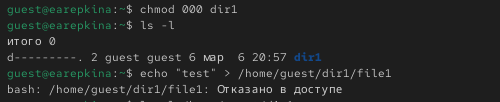 guest@earepkina:~$ chmod 000 dir1
guest@earepkina:~$ ls -l
итого 0
d---------. 2 guest guest 6 мар  6 20:57 dir1
guest@earepkina:~$ echo "test" > /home/guest/dir1/file1
bash: /home/guest/dir1/file1: Отказано в доступе